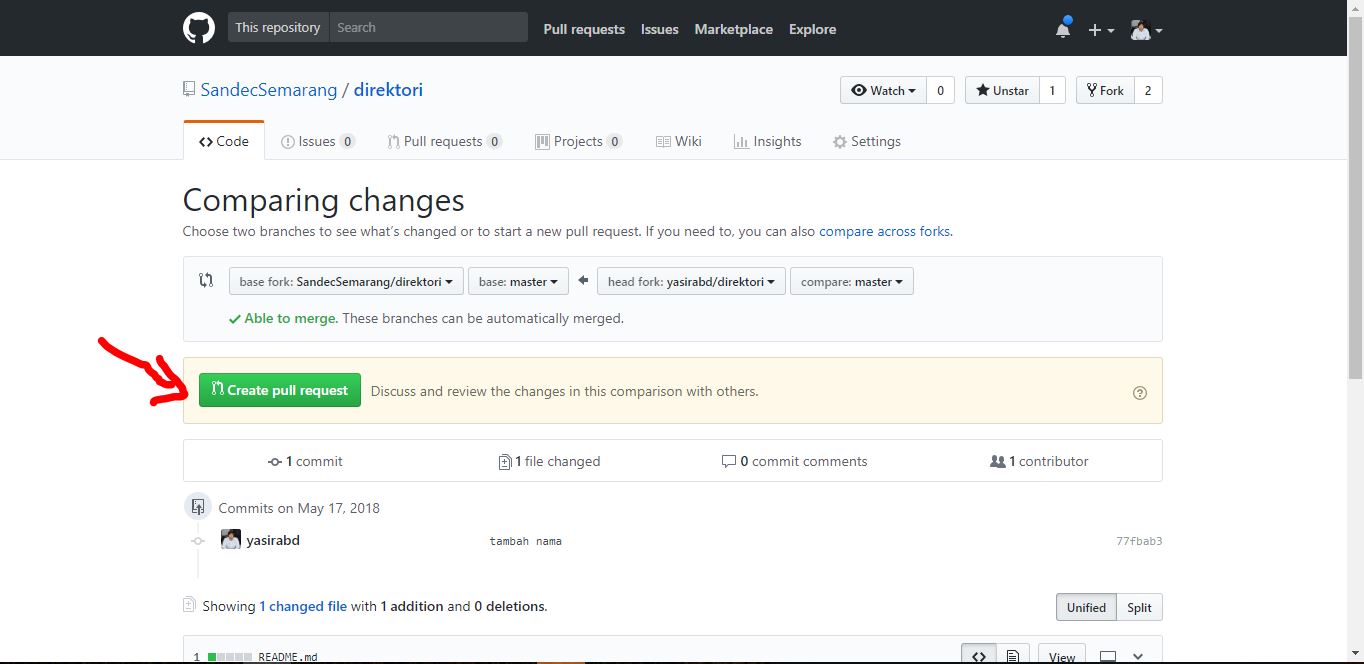 This repository Search Pull requests Issues Marketplace Explore
SandecSemarang / direktori Watch 0 Unstar 1 Fork 2
Code Issues 0 Pull requests 0 Projects 0 Wiki Insights Settings
Comparing changes
Choose two branches to see what's changed or to start a new pull request. If you need to, you can also compare across forks.
base fork: SandecSemarang/direktori base: master head fork: yasirabd/direktori compare: master
Able to merge. These branches can be automatically merged.
Create pull request Discuss and review the changes in this comparison with others.
1 commit 1 file changed 0 commit comments 1 contributor
Commits on May 17, 2018
yasirabd tambah nama 77fbab3
Showing 1 changed file with 1 addition and 0 deletions. Unified Split
1 README.md View